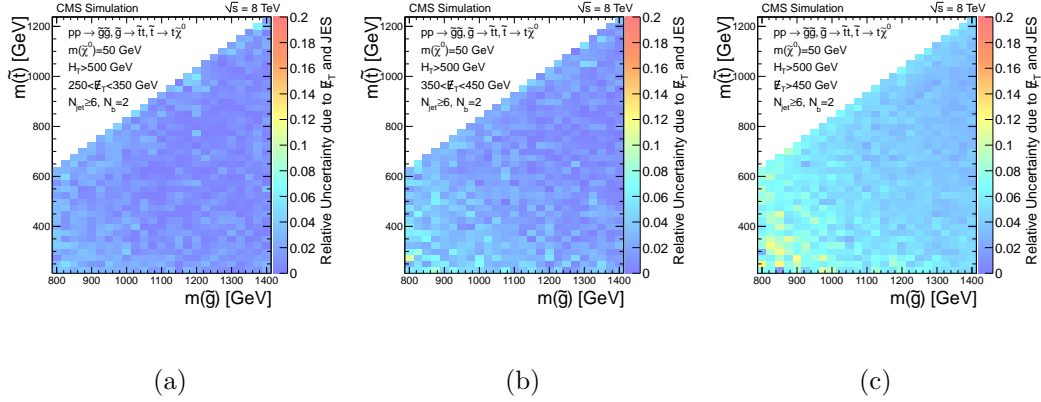 CMS Simulation √s = 8 TeV
pp → g̃g̃, g̃ → t̃t, t̃ → tχ̃⁰
m(χ̃⁰)=50 GeV
H_T>500 GeV
250<E̸_T<350 GeV
N_jet≥6, N_b=2
m(t̃) [GeV]
1200
1000
800
600
400
800 900 1000 1100 1200 1300 1400
m(g̃) [GeV]
0.2
0.18
0.16
0.14
0.12
0.1
0.08
0.06
0.04
0.02
0
Relative Uncertainty due to E̸_T and JES
(a)
CMS Simulation √s = 8 TeV
pp → g̃g̃, g̃ → t̃t, t̃ → tχ̃⁰
m(χ̃⁰)=50 GeV
H_T>500 GeV
350<E̸_T<450 GeV
N_jet≥6, N_b=2
m(t̃) [GeV]
1200
1000
800
600
400
800 900 1000 1100 1200 1300 1400
m(g̃) [GeV]
0.2
0.18
0.16
0.14
0.12
0.1
0.08
0.06
0.04
0.02
0
Relative Uncertainty due to E̸_T and JES
(b)
CMS Simulation √s = 8 TeV
pp → g̃g̃, g̃ → t̃t, t̃ → tχ̃⁰
m(χ̃⁰)=50 GeV
H_T>500 GeV
E̸_T>450 GeV
N_jet≥6, N_b=2
m(t̃) [GeV]
1200
1000
800
600
400
800 900 1000 1100 1200 1300 1400
m(g̃) [GeV]
0.2
0.18
0.16
0.14
0.12
0.1
0.08
0.06
0.04
0.02
0
Relative Uncertainty due to E̸_T and JES
(c)